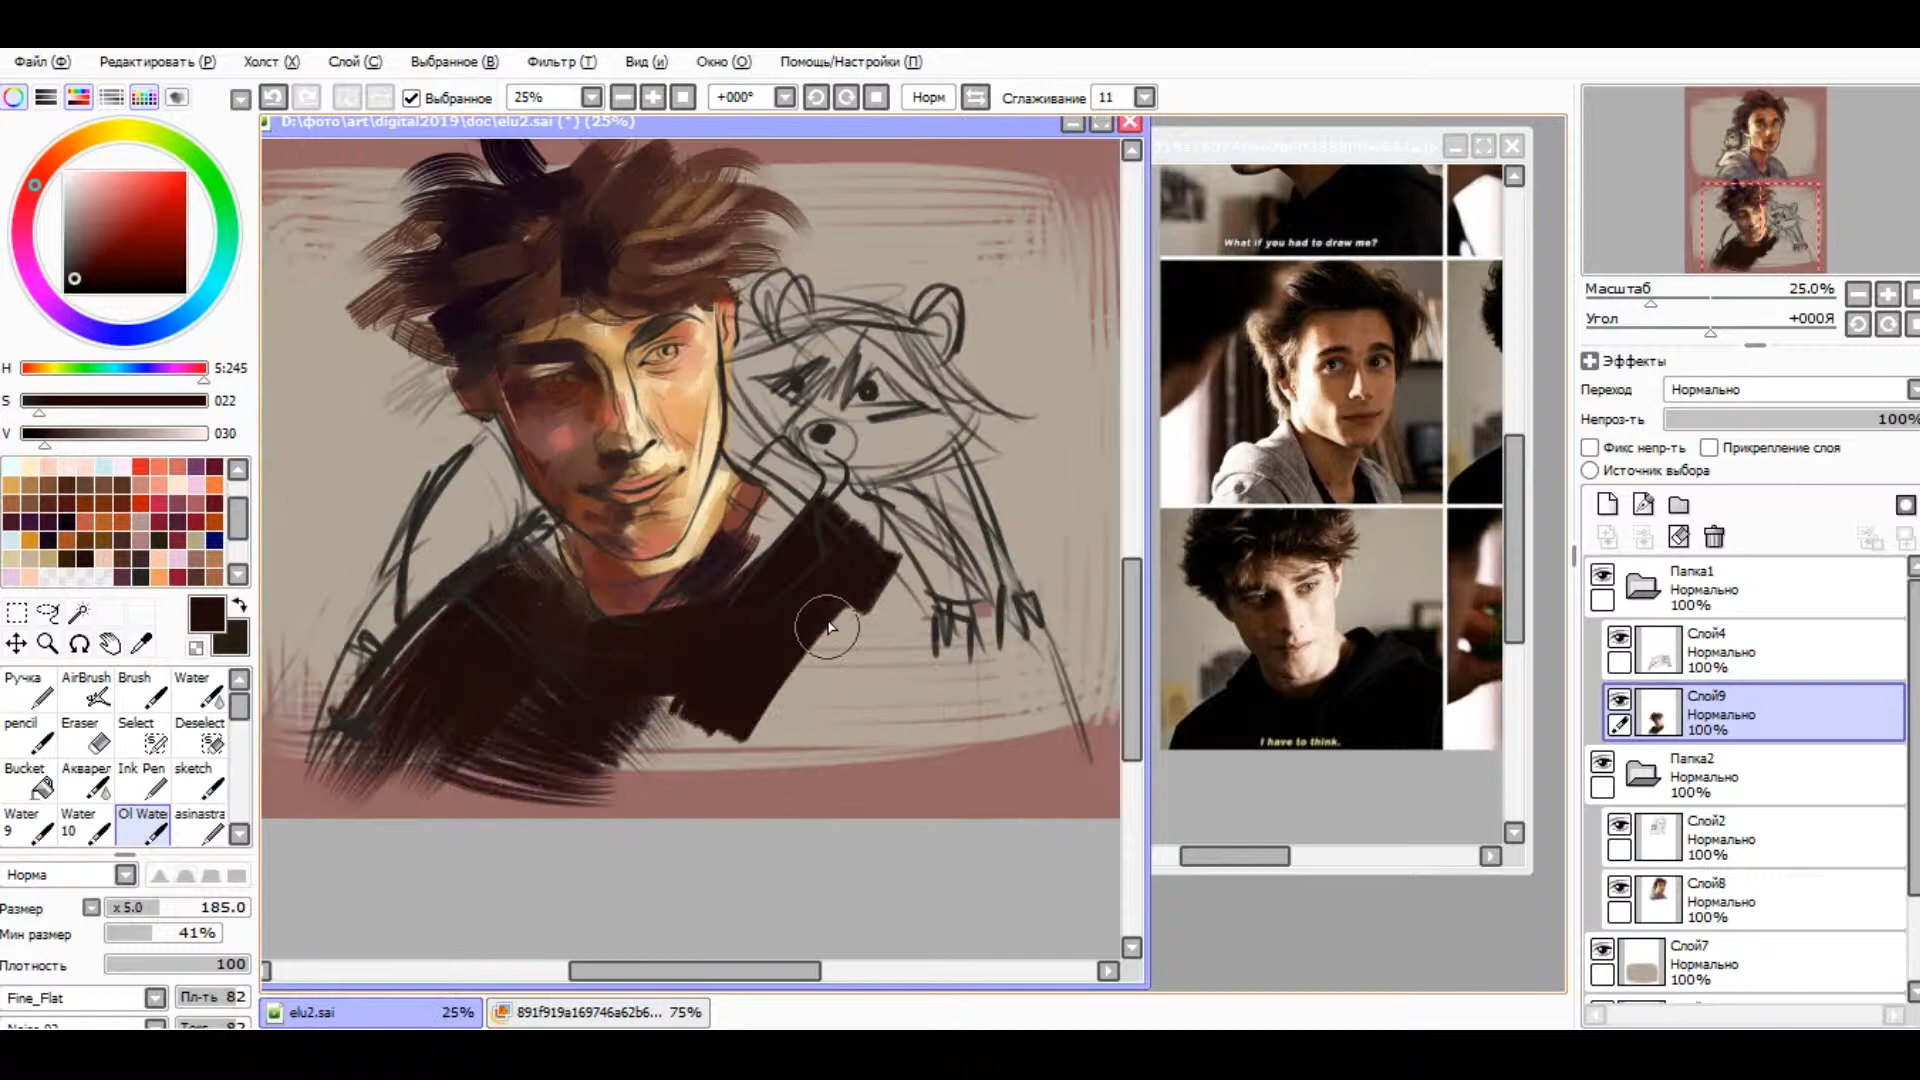 Файл (Ф) Редактировать (Р) Холст (Х) Слой (С) Выбранное (В) Фильтр (Т) Вид (и) Окно (О) Помощь/Настройки (П)
Выбранное 25% +000° Норм Сглаживание 11
D:\фото\art\digital2019\doc\elu2.sai (*) (25%)
What if you had to draw me?
I have to think.
H 5:245
S 022
V 030
Ручка AirBrush Brush Water
pencil Eraser Select Deselect
Bucket Акварел Ink Pen sketch
Water 9 Water 10 Ol Wate asinastra
Норма
Размер x 5.0 185.0
Мин размер 41%
Плотность 100
Fine_Flat Пл-ть 82
elu2.sai 25% 891f919a169746a62b6... 75%
Масштаб 25.0%
Угол +000Я
Эффекты
Переход Нормально
Непроз-ть 100%
Фикс непр-ть Прикрепление слоя
Источник выбора
Папка1
Нормально
100%
Слой4
Нормально
100%
Слой9
Нормально
100%
Папка2
Нормально
100%
Слой2
Нормально
100%
Слой8
Нормально
100%
Слой7
Нормально
100%